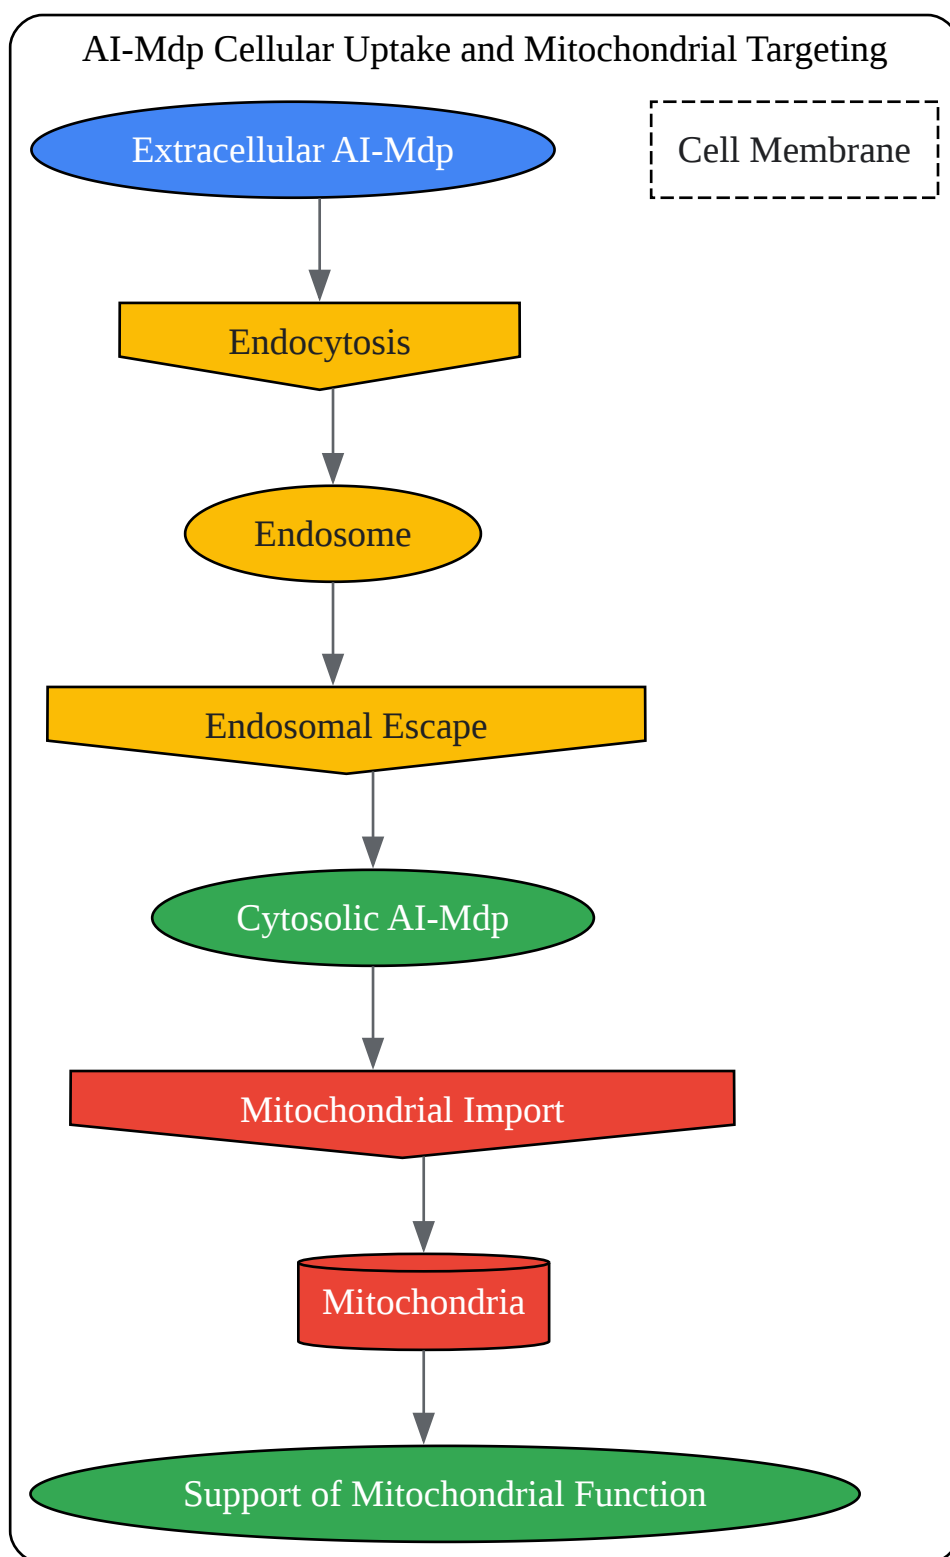 AI-Mdp Cellular Uptake and Mitochondrial Targeting
Extracellular AI-Mdp
Cell Membrane
Endocytosis
Endosome
Endosomal Escape
Cytosolic AI-Mdp
Mitochondrial Import
Mitochondria
Support of Mitochondrial Function